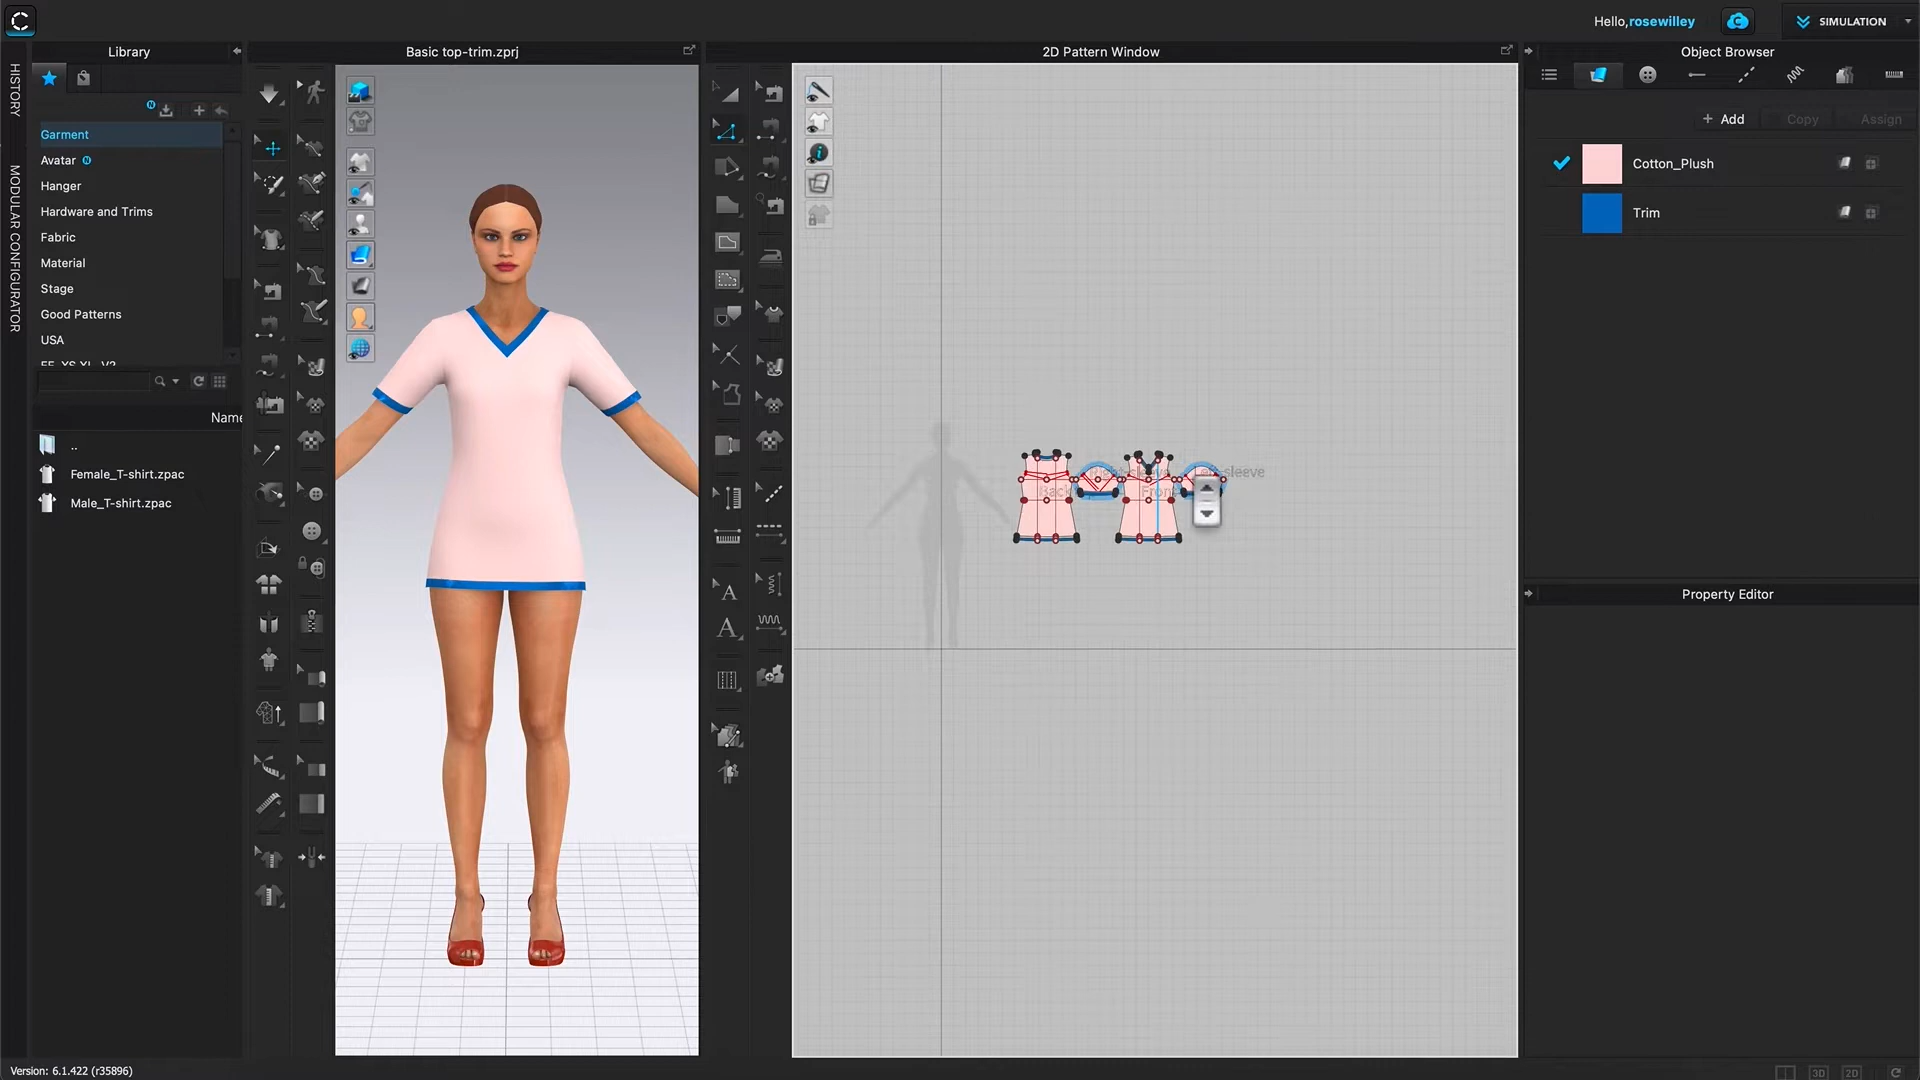 Hello,rosewilley
SIMULATION
Library
Basic top-trim.zprj
2D Pattern Window
Object Browser
HISTORY
MODULAR CONFIGURATOR
Garment
Avatar
Hanger
Hardware and Trims
Fabric
Material
Stage
Good Patterns
USA
Name
..
Female_T-shirt.zpac
Male_T-shirt.zpac
+ Add
Copy
Assign
Cotton_Plush
Trim
Property Editor
A
A
Version: 6.1.422 (r35896)
3D
2D